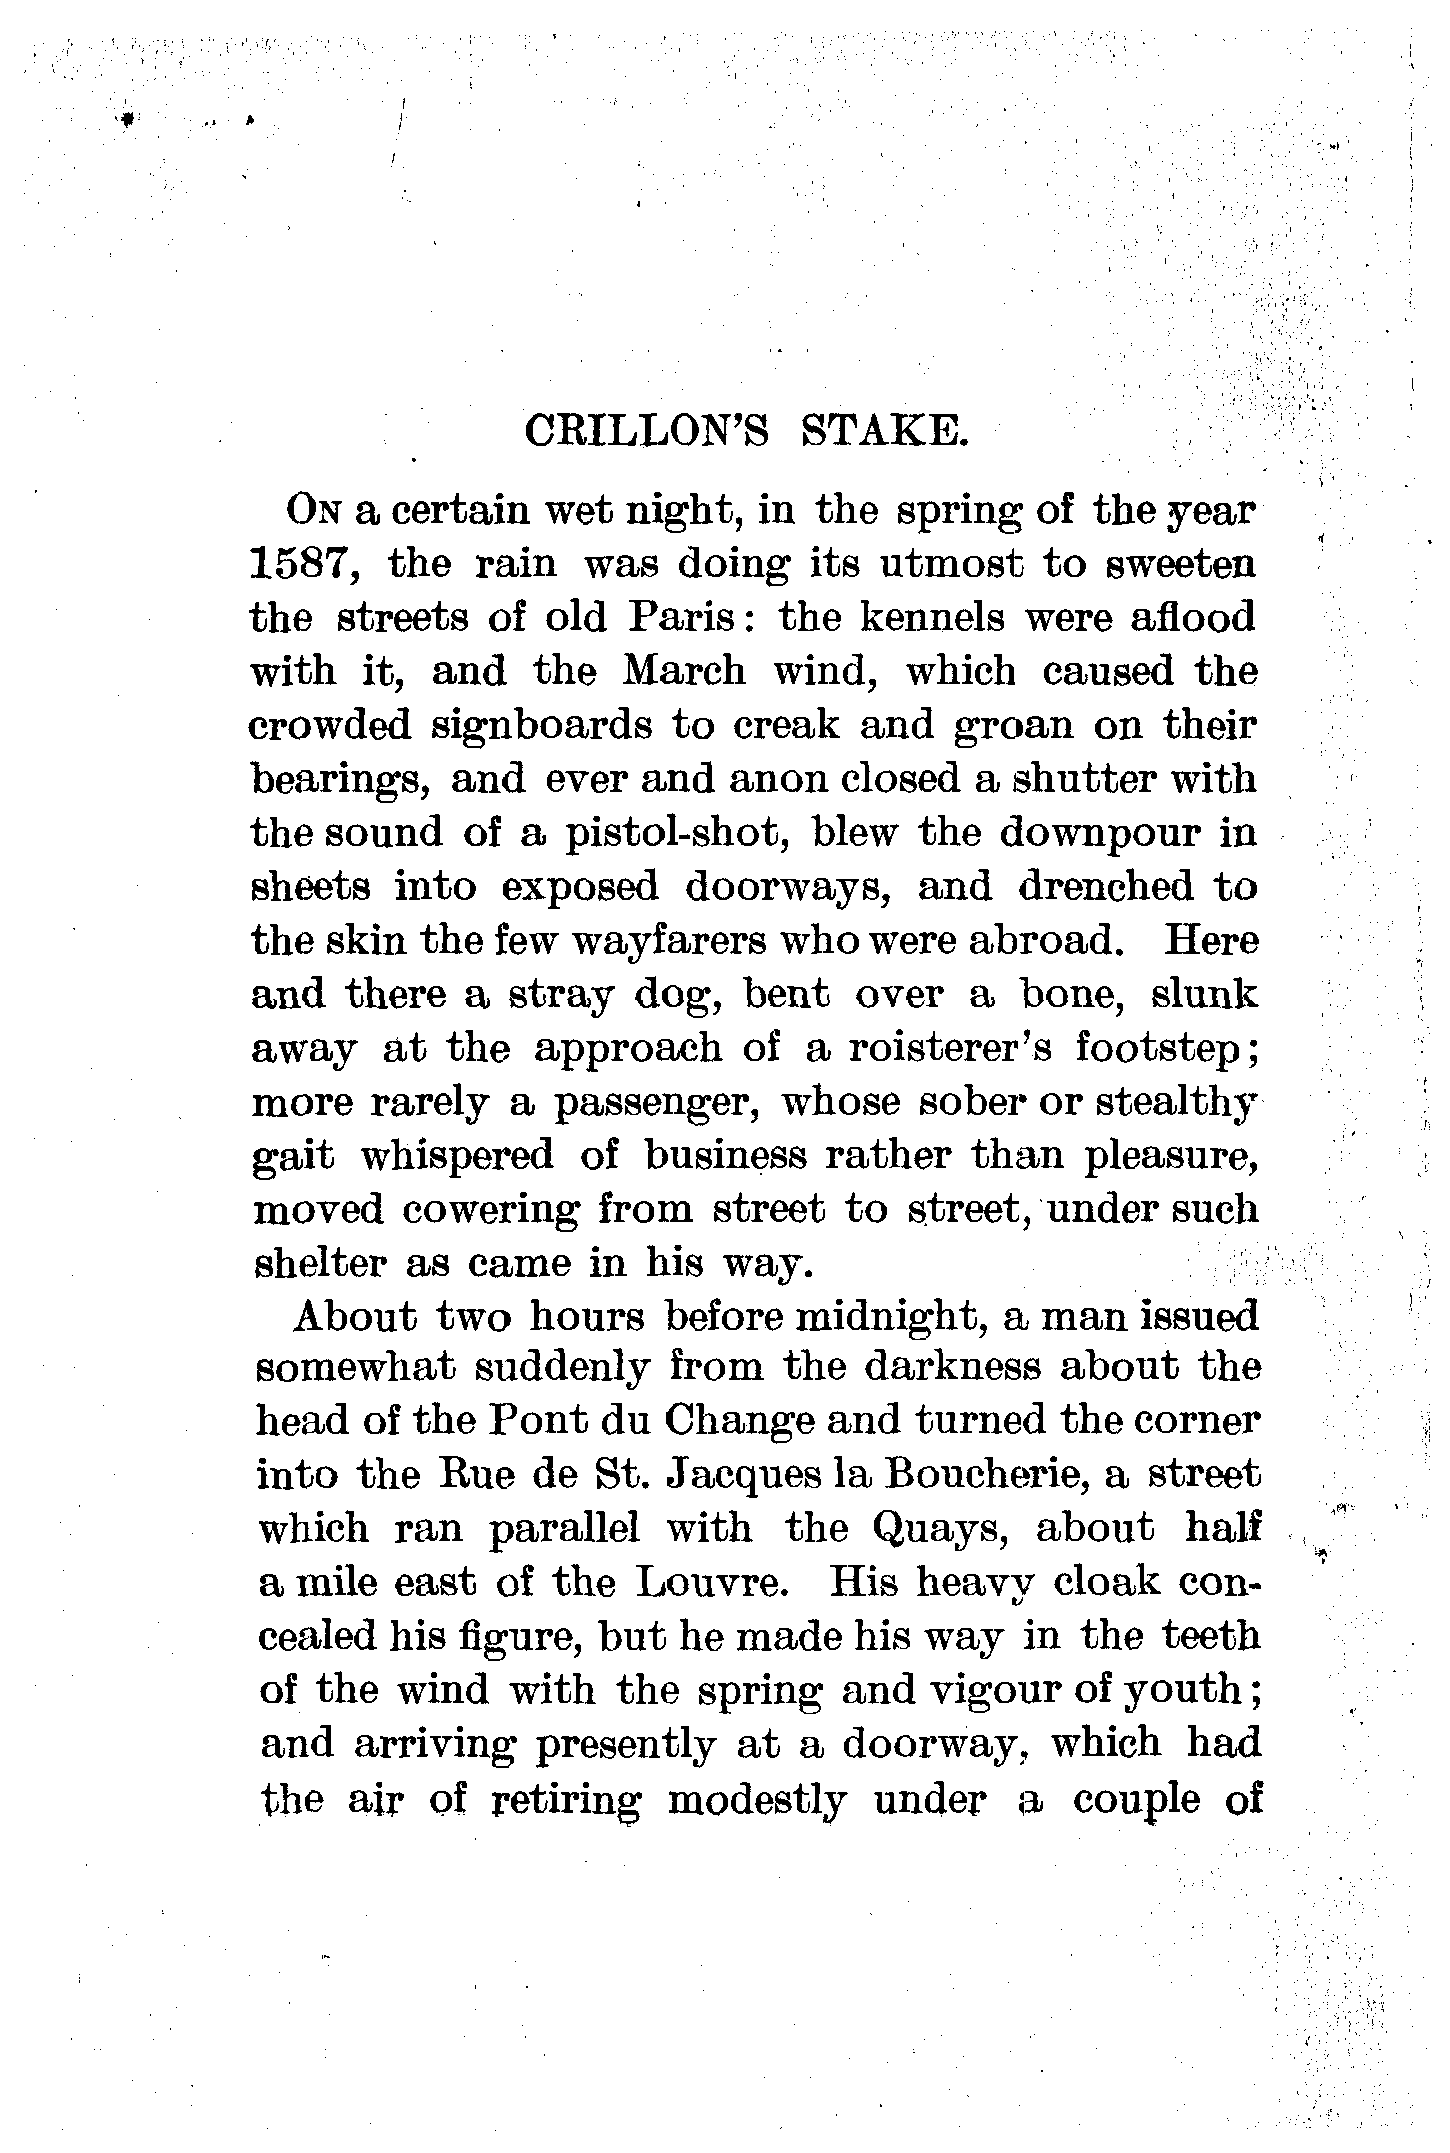 CRILLON'S STAKE.
ON a certain wet night, in the spring of the year
1587, the rain was doing its utmost to sweeten
the streets of old Paris: the kennels were aflood
with it, and the March wind, which caused the
crowded signboards to creak and groan on their
bearings, and ever and anon closed a shutter with
the sound of a pistol-shot, blew the downpour in
sheets into exposed doorways, and drenched to
the skin the few wayfarers who were abroad. Here
and there a stray dog, bent over a bone, slunk
away at the approach of a roisterer's footstep;
more rarely a passenger, whose sober or stealthy
gait whispered of business rather than pleasure,
moved cowering from street to street, under such
shelter as came in his way.
About two hours before midnight, a man issued
somewhat suddenly from the darkness about the
head of the Pont du Change and turned the corner
into the Rue de St. Jacques la Boucherie, a street
which ran parallel with the Quays, about half
a mile east of the Louvre. His heavy cloak con-
cealed his figure, but he made his way in the teeth
of the wind with the spring and vigour of youth;
and arriving presently at a doorway, which had
the air of retiring modestly under a couple of